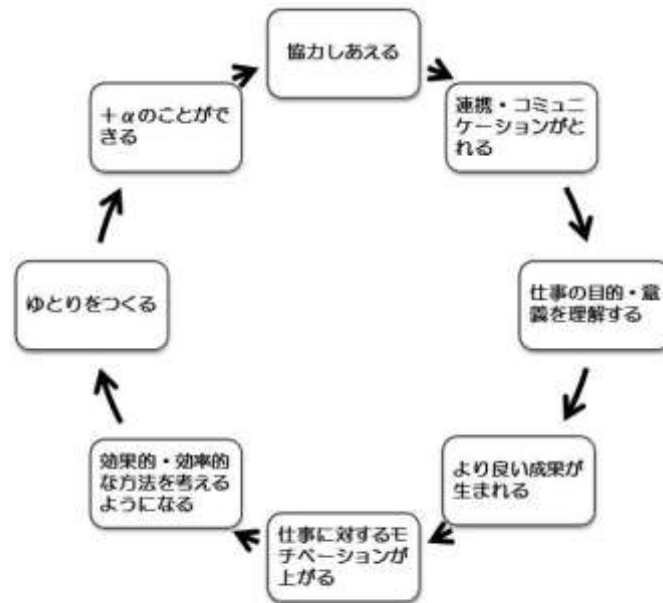 協力しあえる
連携・コミュニ
ケーションがと
れる
仕事の目的・意
義を理解する
より良い成果が
生まれる
仕事に対するモ
チベーションが
上がる
効果的・効率的
な方法を考える
ようになる
ゆとりをつくる
＋αのことがで
きる